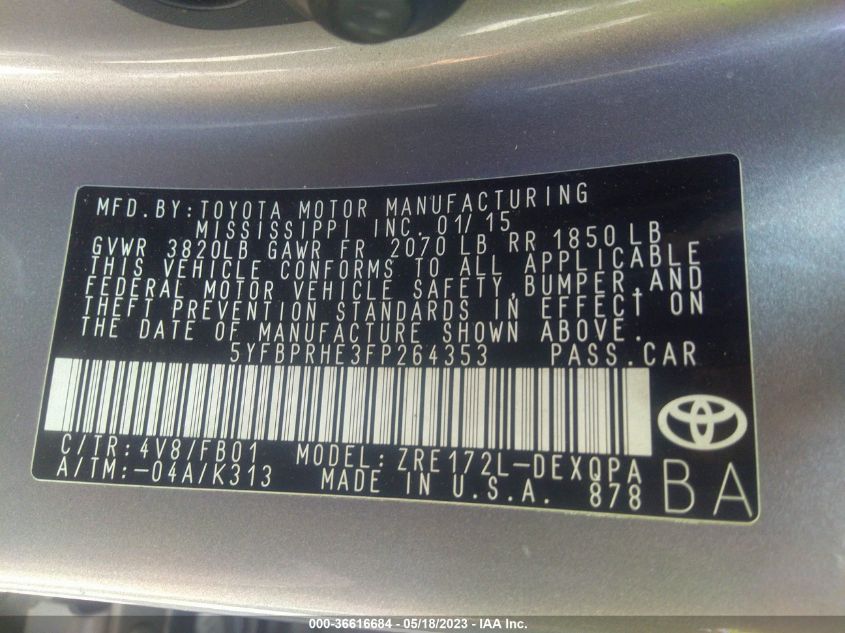 MFD.BY:TOYOTA MOTOR MANUFACTURING
MISSISSIPPI INC. 01/15
GVWR 3820LB GAWR FR 2070 LB RR 1850 LB
THIS VEHICLE CONFORMS TO ALL APPLICABLE
FEDERAL MOTOR VEHICLE SAFETY,BUMPER,AND
THEFT PREVENTION STANDARDS IN EFFECT ON
THE DATE OF MANUFACTURE SHOWN ABOVE.
5YFBPRHE3FP264353 PASS.CAR
C/TR:4V8/FB01 MODEL:ZRE172L-DEXQPA
A/TM:-04A/K313 MADE IN U.S.A. 878
BA
000-36616684 - 05/18/2023 - IAA Inc.